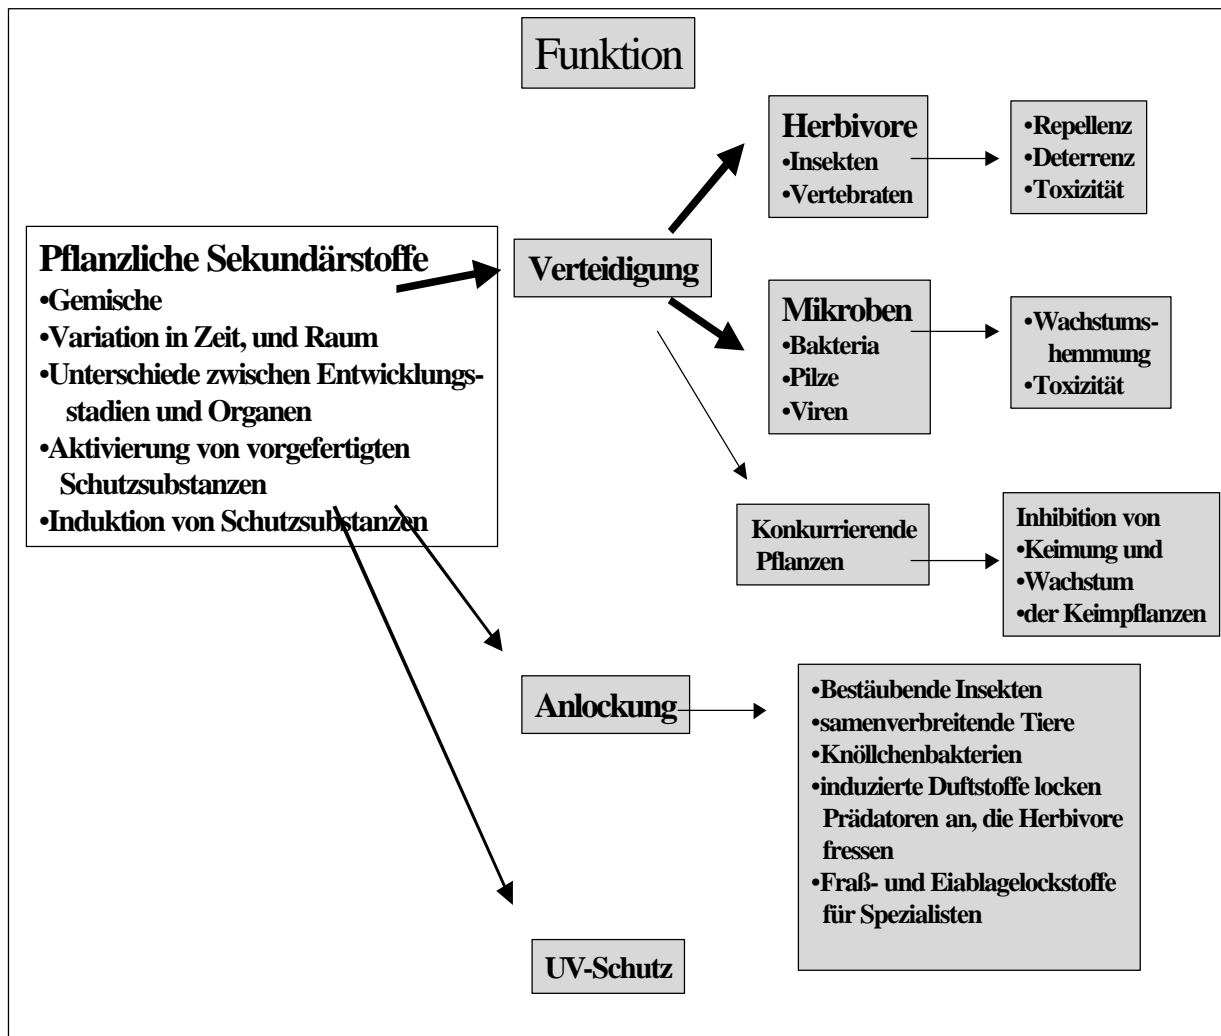 Funktion
Pflanzliche Sekundärstoffe
•Gemische
•Variation in Zeit, und Raum
•Unterschiede zwischen Entwicklungs-
stadien und Organen
•Aktivierung von vorgefertigten
Schutzsubstanzen
•Induktion von Schutzsubstanzen
Verteidigung
Herbivore
•Insekten
•Vertebraten
•Repellenz
•Deterrenz
•Toxizität
Mikroben
•Bakteria
•Pilze
•Viren
•Wachstums-
hemmung
•Toxizität
Konkurrierende
Pflanzen
Inhibition von
•Keimung und
•Wachstum
•der Keimpflanzen
Anlockung
•Bestäubende Insekten
•samenverbreitende Tiere
•Knöllchenbakterien
•induzierte Duftstoffe locken
Prädatoren an, die Herbivore
fressen
•Fraß- und Eiablagelockstoffe
für Spezialisten
UV-Schutz